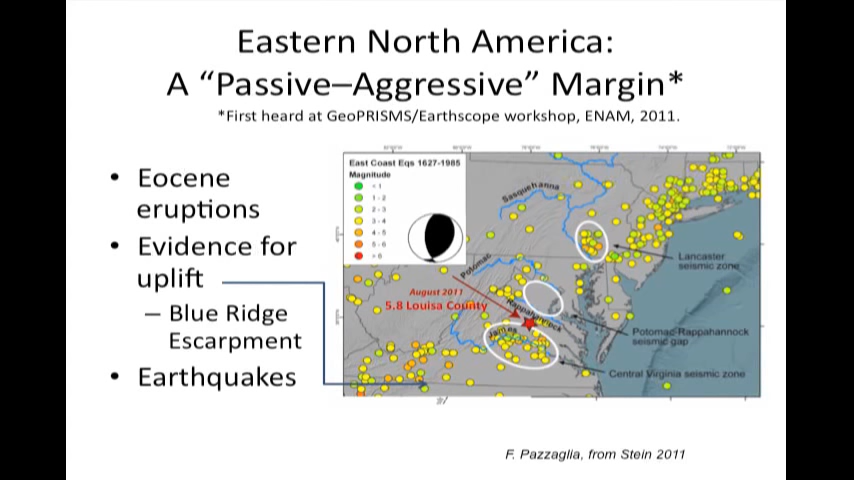 Eastern North America:
A “Passive–Aggressive” Margin*
*First heard at GeoPRISMS/Earthscope workshop, ENAM, 2011.
• Eocene
eruptions
• Evidence for
uplift
– Blue Ridge
Escarpment
• Earthquakes
East Coast Eqs 1627-1985
Magnitude
< 1
1 - 2
2 - 3
3 - 4
4 - 5
5 - 6
> 6
Susquehanna
Potomac
Lancaster
seismic zone
August 2011
5.8 Louisa County
Rappahannock
James
Potomac-Rappahannock
seismic gap
Central Virginia seismic zone
F. Pazzaglia, from Stein 2011